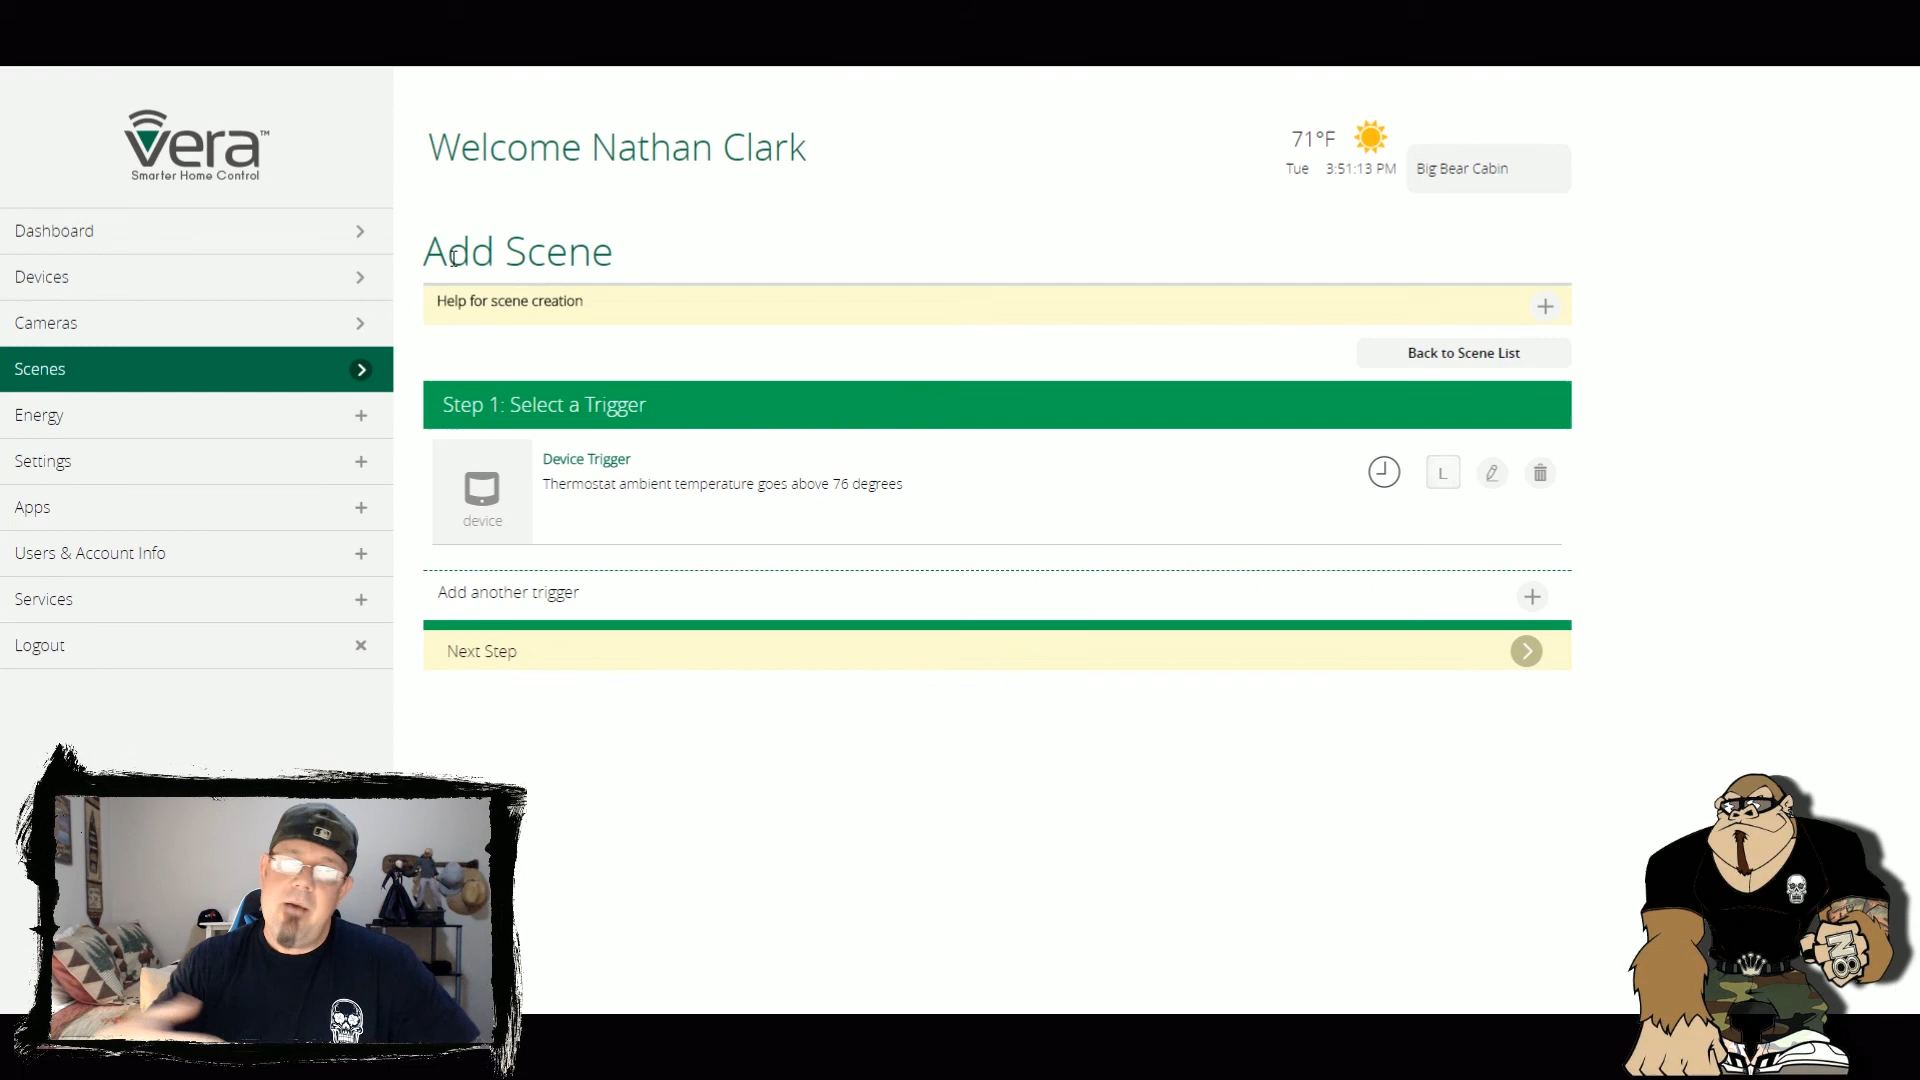 vera™
Smarter Home Control
Welcome Nathan Clark
71°F
Tue 3:51:13 PM
Big Bear Cabin
Dashboard
Devices
Cameras
Scenes
Energy
Settings
Apps
Users & Account Info
Services
Logout
Add Scene
Help for scene creation
Back to Scene List
Step 1: Select a Trigger
Device Trigger
Thermostat ambient temperature goes above 76 degrees
device
L
Add another trigger
Next Step